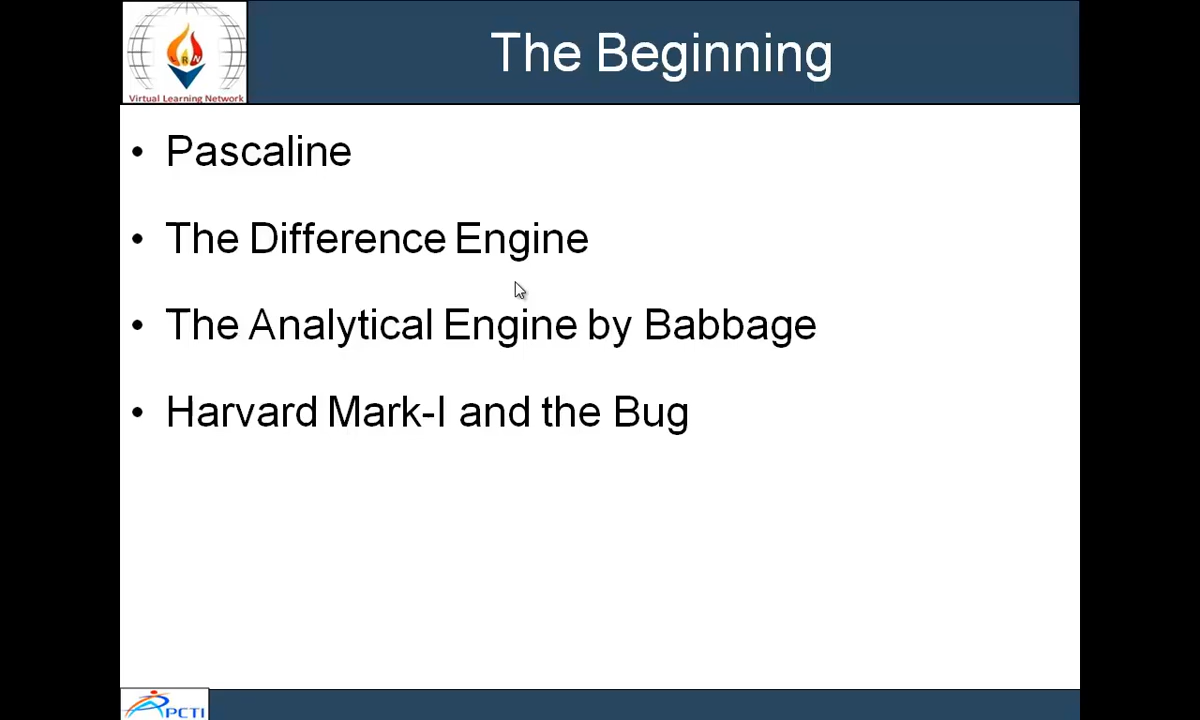 The Beginning
Virtual Learning Network
• Pascaline
• The Difference Engine
• The Analytical Engine by Babbage
• Harvard Mark-I and the Bug
PCTI